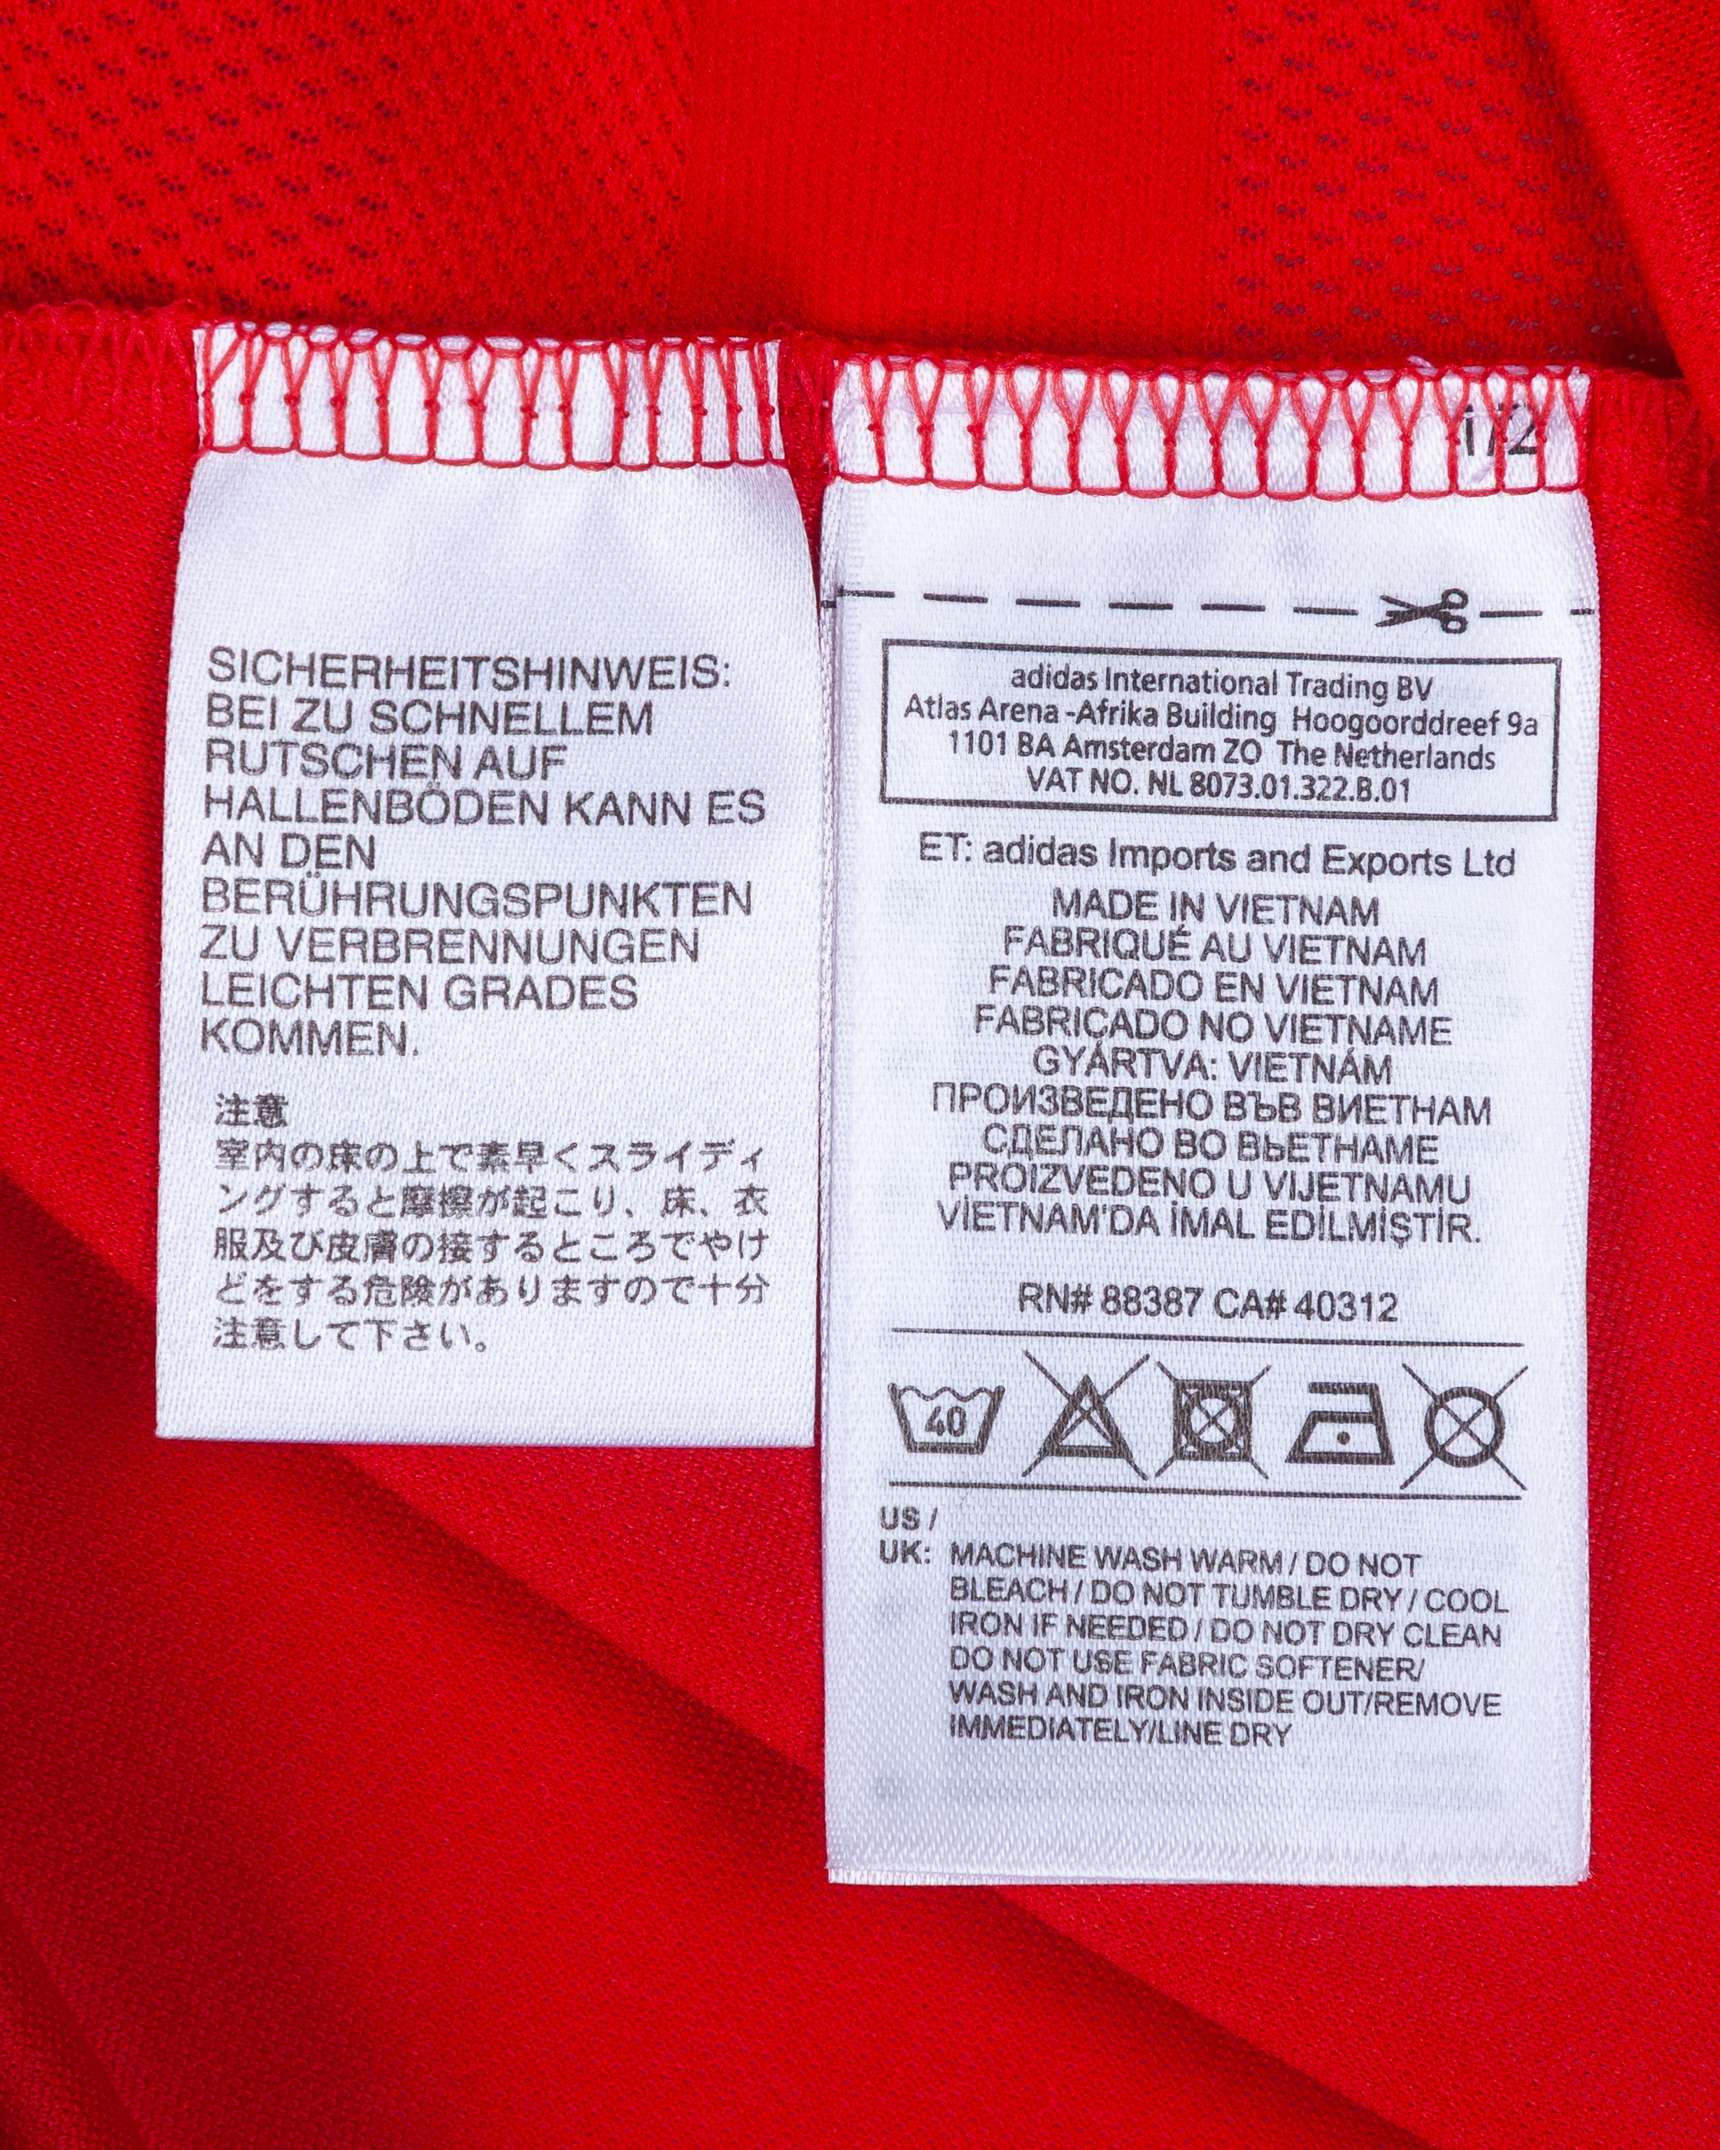 SICHERHEITSHINWEIS:
BEI ZU SCHNELLEM
RUTSCHEN AUF
HALLENBÖDEN KANN ES
AN DEN
BERÜHRUNGSPUNKTEN
ZU VERBRENNUNGEN
LEICHTEN GRADES
KOMMEN.
注意
室内の床の上で素早くスライディ
ングすると摩擦が起こり、床、衣
服及び皮膚の接するところでやけ
どをする危険がありますので十分
注意して下さい。
1/2
adidas International Trading BV
Atlas Arena -Afrika Building Hoogoorddreef 9a
1101 BA Amsterdam ZO The Netherlands
VAT NO. NL 8073.01.322.B.01
ET: adidas Imports and Exports Ltd
MADE IN VIETNAM
FABRIQUÉ AU VIETNAM
FABRICADO EN VIETNAM
FABRICADO NO VIETNAME
GYÁRTVA: VIETNÁM
ПРОИЗВЕДЕНО ВЪВ ВИЕТНАМ
СДЕЛАНО ВО ВЬЕТНАМЕ
PROIZVEDENO U VIJETNAMU
VİETNAM'DA İMAL EDİLMİŞTİR.
RN# 88387 CA# 40312
40
US /
UK: MACHINE WASH WARM / DO NOT
BLEACH / DO NOT TUMBLE DRY / COOL
IRON IF NEEDED / DO NOT DRY CLEAN
DO NOT USE FABRIC SOFTENER/
WASH AND IRON INSIDE OUT/REMOVE
IMMEDIATELY/LINE DRY